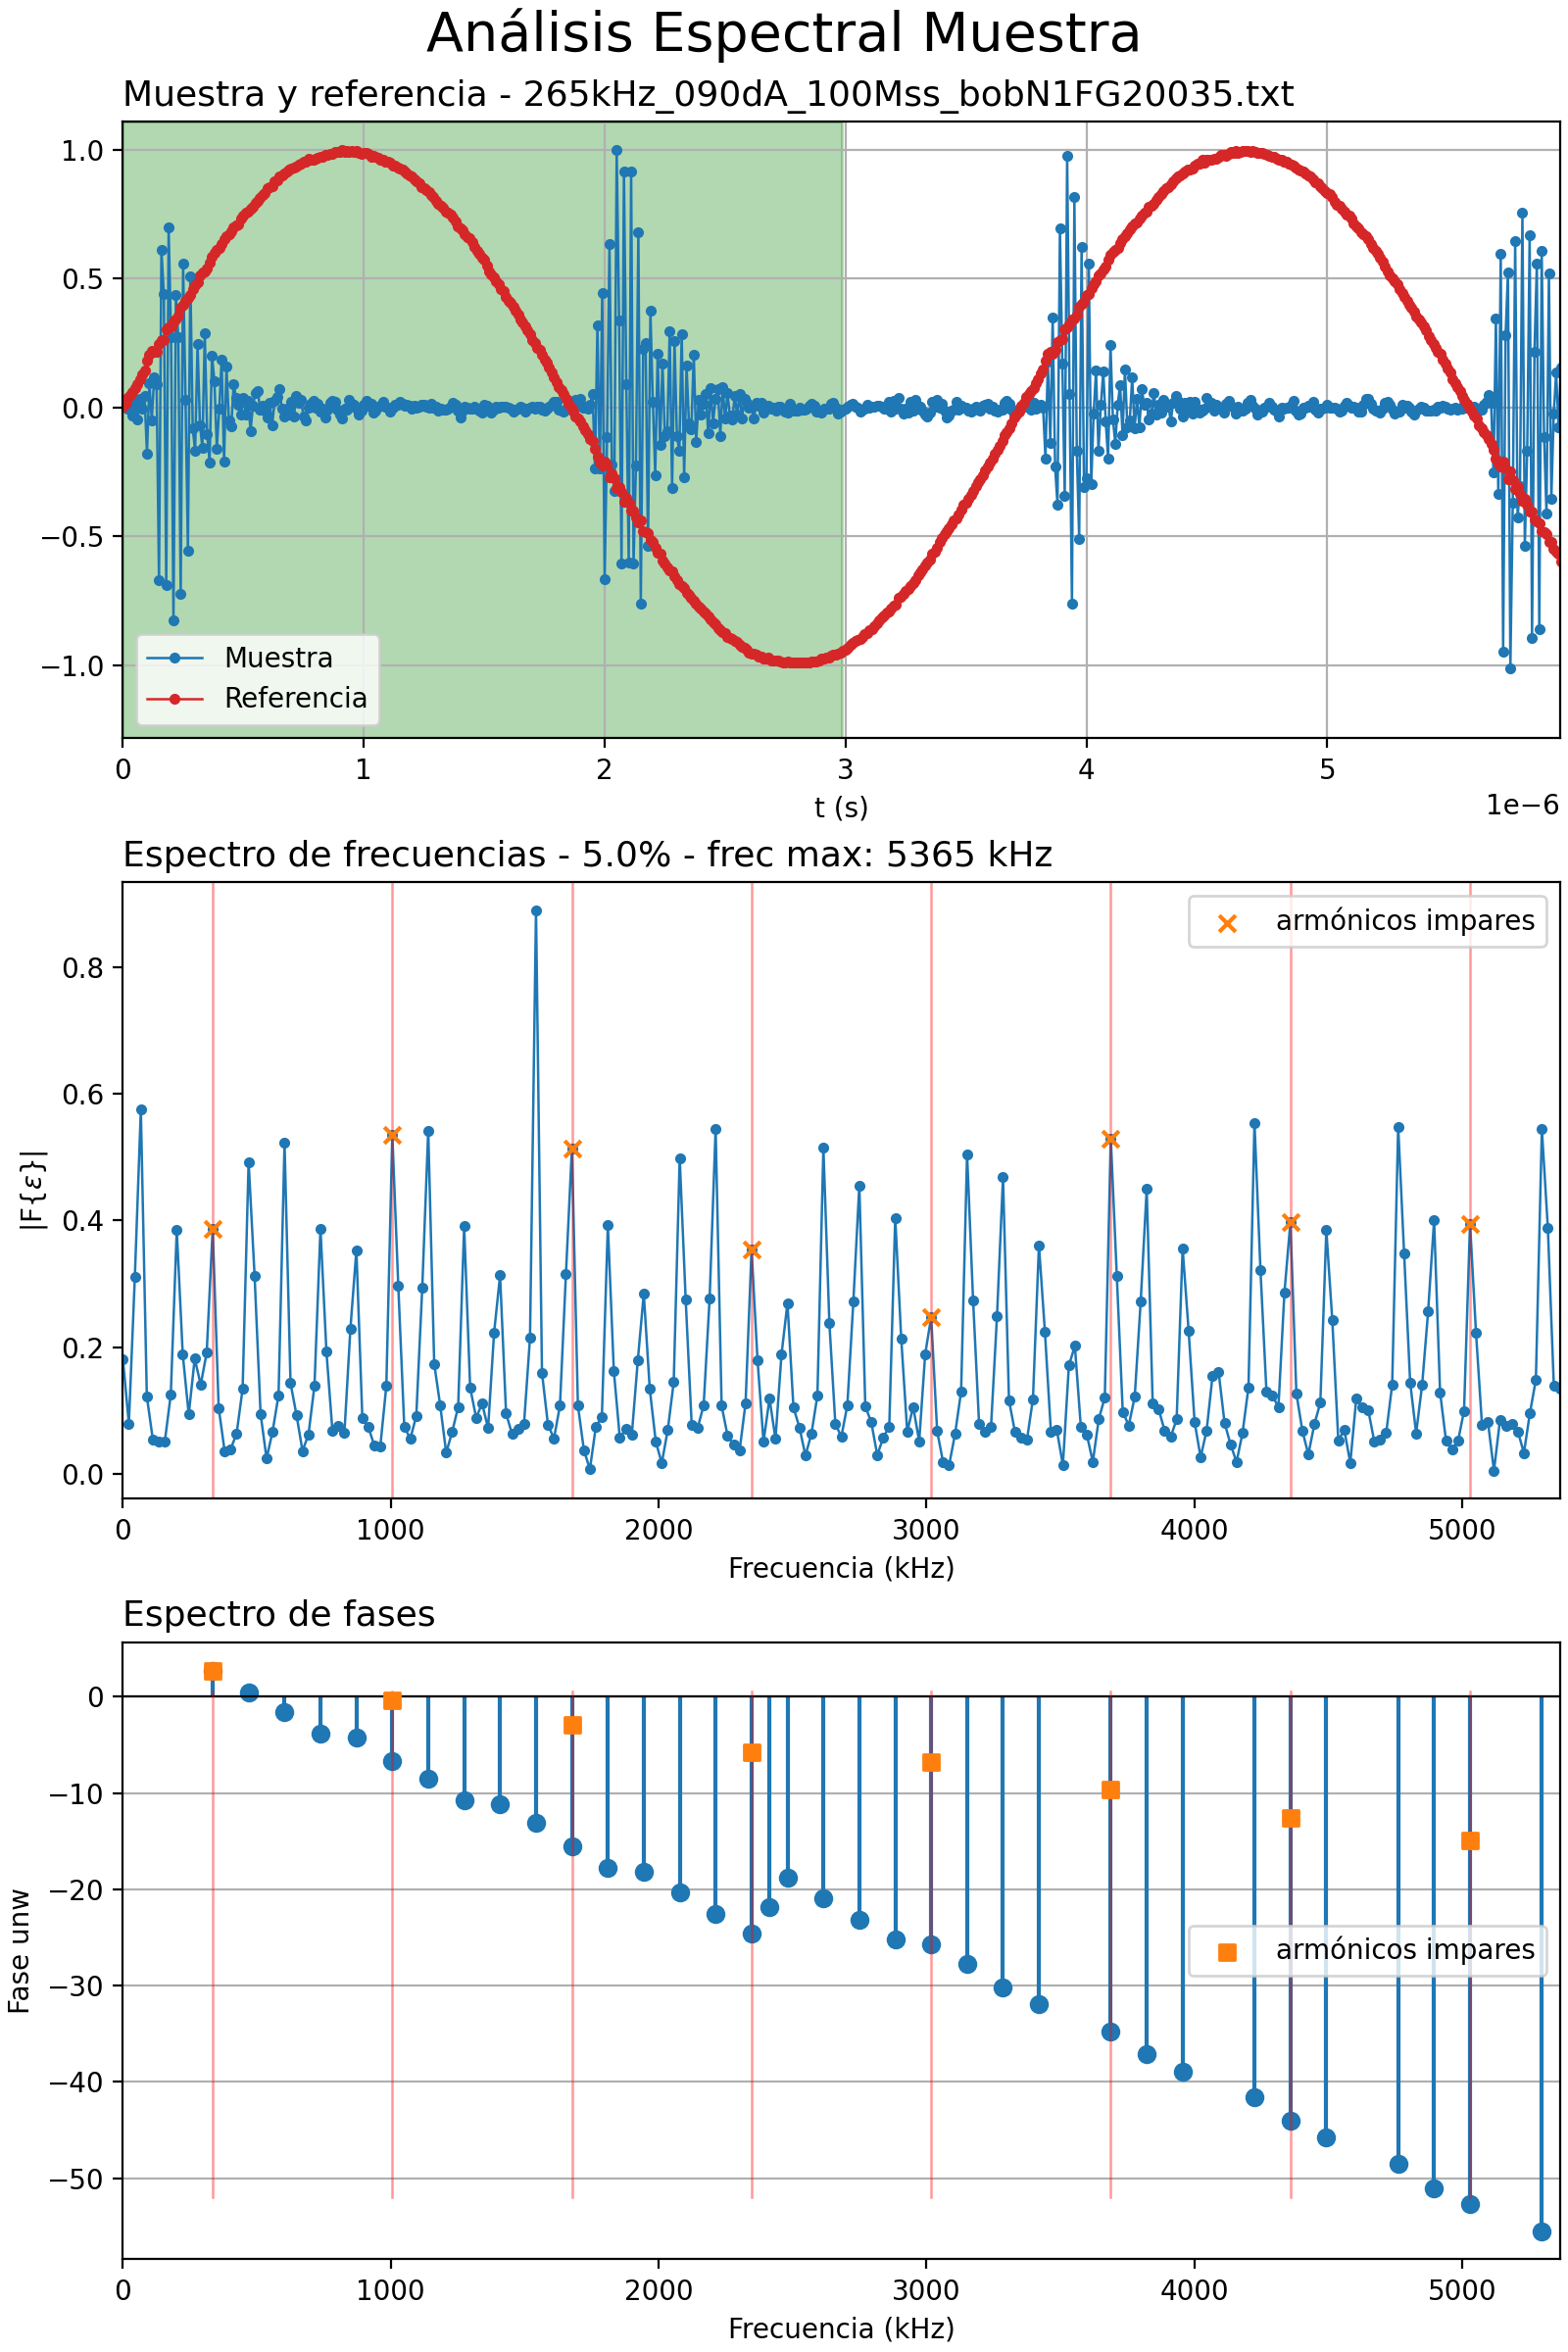 Análisis Espectral Muestra
Muestra y referencia - 265kHz_090dA_100Mss_bobN1FG20035.txt
1.0
0.5
0.0
−0.5
−1.0
Muestra
Referencia
0 1 2 3 4 5
t (s)
1e−6
Espectro de frecuencias - 5.0% - frec max: 5365 kHz
armónicos impares
|F{ε}|
0.8
0.6
0.4
0.2
0.0
0 1000 2000 3000 4000 5000
Frecuencia (kHz)
Espectro de fases
Fase unw
0
−10
−20
−30
−40
−50
armónicos impares
0 1000 2000 3000 4000 5000
Frecuencia (kHz)